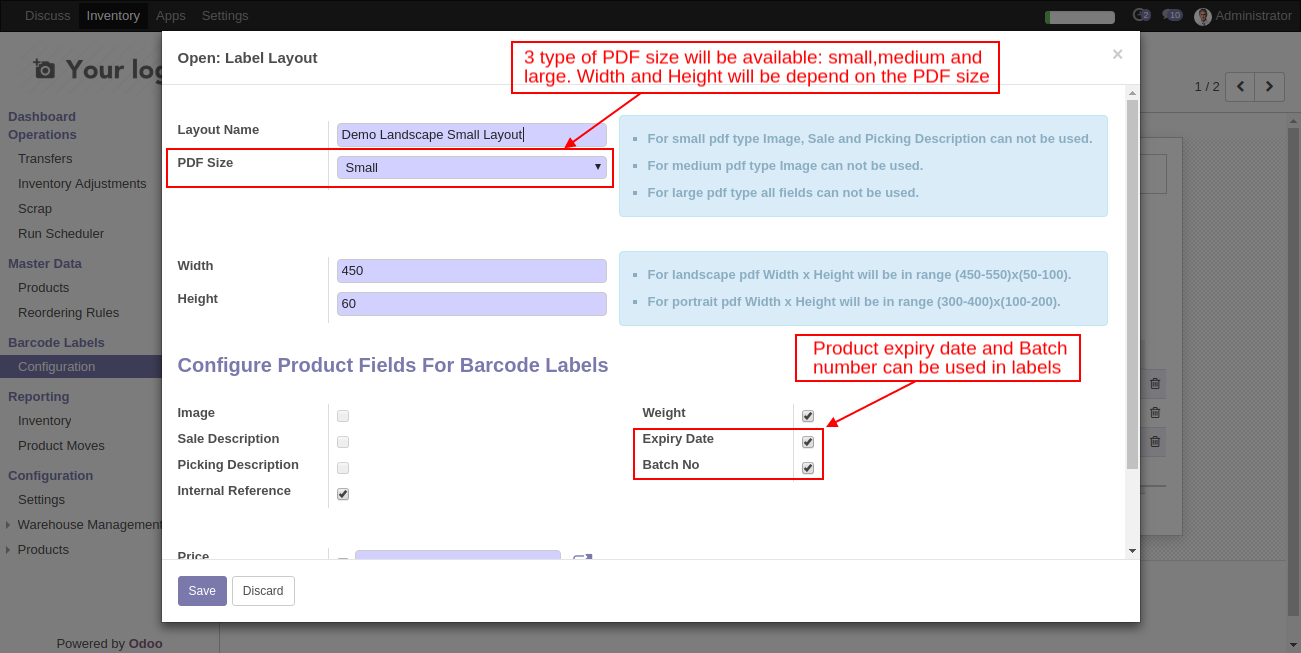 Discuss Inventory Apps Settings 2 10 Administrator
Your log
Open: Label Layout ×
3 type of PDF size will be available: small,medium and
large. Width and Height will be depend on the PDF size
1 / 2
Dashboard
Operations
Transfers
Inventory Adjustments
Scrap
Run Scheduler
Master Data
Products
Reordering Rules
Barcode Labels
Configuration
Reporting
Inventory
Product Moves
Configuration
Settings
Warehouse Management
Products
Powered by Odoo
Layout Name Demo Landscape Small Layout
PDF Size Small
For small pdf type Image, Sale and Picking Description can not be used.
For medium pdf type Image can not be used.
For large pdf type all fields can not be used.
Width 450
Height 60
For landscape pdf Width x Height will be in range (450-550)x(50-100).
For portrait pdf Width x Height will be in range (300-400)x(100-200).
Product expiry date and Batch
number can be used in labels
Configure Product Fields For Barcode Labels
Image
Sale Description
Picking Description
Internal Reference
Weight
Expiry Date
Batch No
Price
Save Discard